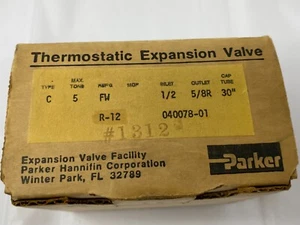 Thermostatic Expansion Valve
TYPE MAX. TONS REFG MOP INLET OUTLET CAP TUBE
C 5 FW 1/2 5/8R 30"
R-12 040078-01
#1312
Expansion Valve Facility
Parker Hannifin Corporation
Winter Park, FL 32789
Parker